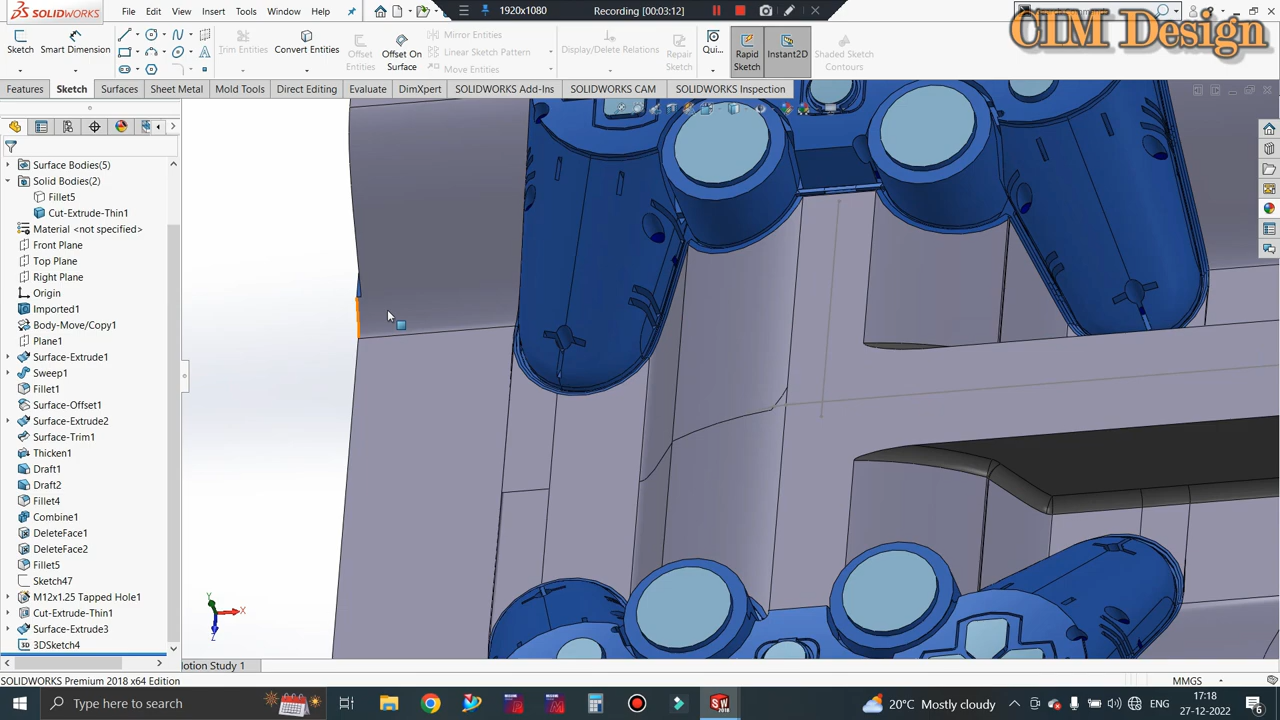 SOLIDWORKS
File Edit View Insert Tools Window
1920x1080 Recording [00:03:12]
CIM Design
Sketch
Smart Dimension
Trim Entities
Convert Entities
Offset Entities
Offset On Surface
Mirror Entities
Linear Sketch Pattern
Move Entities
Display/Delete Relations
Repair Sketch
Qui...
Rapid Sketch
Instant2D
Shaded Sketch Contours
Features Sketch Surfaces Sheet Metal Mold Tools Direct Editing Evaluate DimXpert SOLIDWORKS Add-Ins SOLIDWORKS CAM SOLIDWORKS Inspection
Surface Bodies(5)
Solid Bodies(2)
Fillet5
Cut-Extrude-Thin1
Material <not specified>
Front Plane
Top Plane
Right Plane
Origin
Imported1
Body-Move/Copy1
Plane1
Surface-Extrude1
Sweep1
Fillet1
Surface-Offset1
Surface-Extrude2
Surface-Trim1
Thicken1
Draft1
Draft2
Fillet4
Combine1
DeleteFace1
DeleteFace2
Fillet5
Sketch47
M12x1.25 Tapped Hole1
Cut-Extrude-Thin1
Surface-Extrude3
3DSketch4
Y
X
Z
otion Study 1
SOLIDWORKS Premium 2018 x64 Edition
MMGS
Type here to search
SW
2018
20°C Mostly cloudy
ENG
17:18
27-12-2022
6